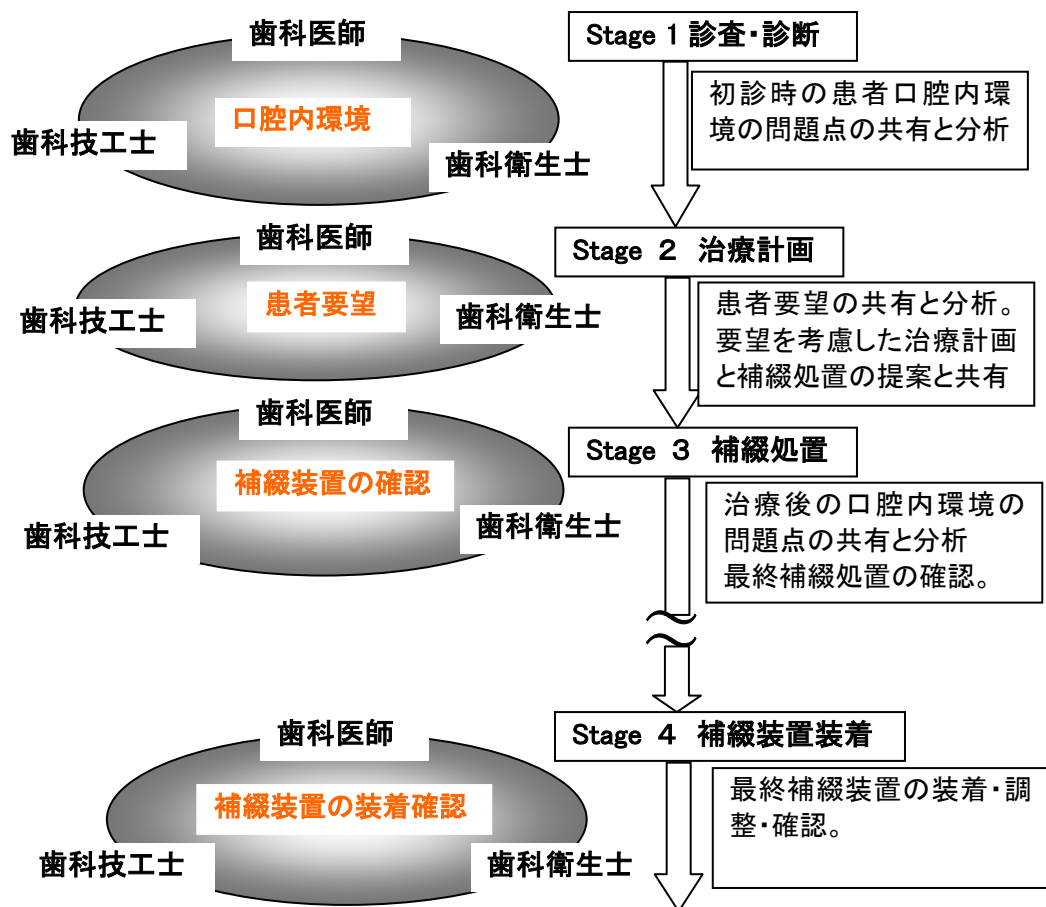 歯科医師
口腔内環境
歯科技工士
歯科衛生士
Stage 1 診査・診断
初診時の患者口腔内環
境の問題点の共有と分析
歯科医師
患者要望
歯科技工士
歯科衛生士
Stage 2 治療計画
患者要望の共有と分析。
要望を考慮した治療計画
と補綴処置の提案と共有
歯科医師
補綴装置の確認
歯科技工士
歯科衛生士
Stage 3 補綴処置
治療後の口腔内環境の
問題点の共有と分析
最終補綴処置の確認。
歯科医師
補綴装置の装着確認
歯科技工士
歯科衛生士
Stage 4 補綴装置装着
最終補綴装置の装着・調
整・確認。